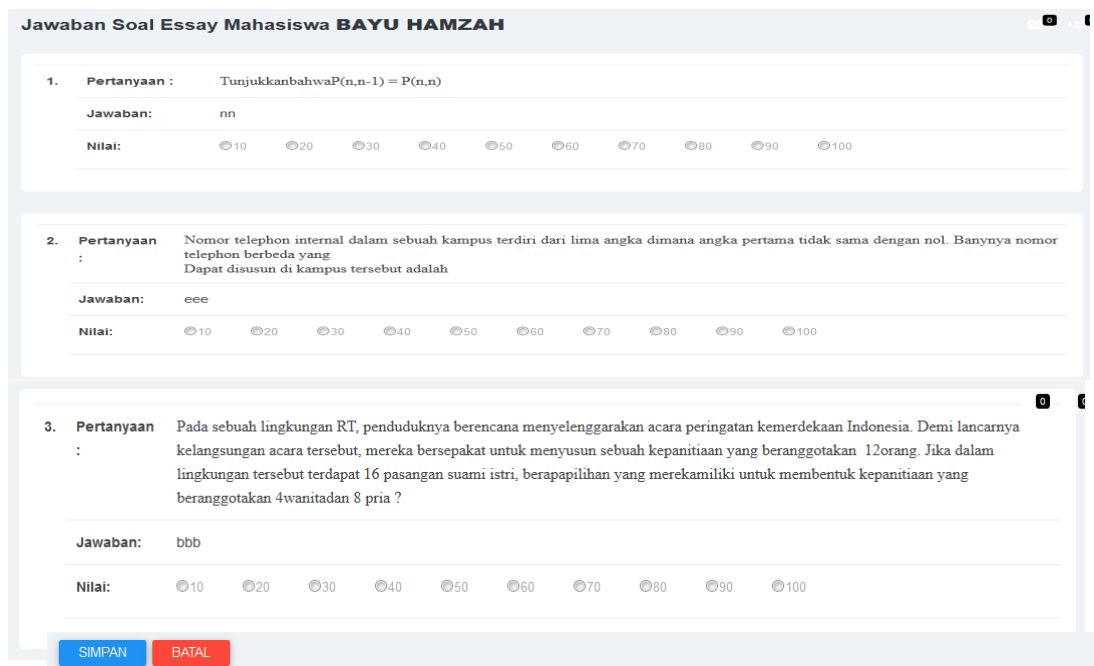 Jawaban Soal Essay Mahasiswa BAYU HAMZAH
0
1. Pertanyaan : TunjukkanbahwaP(n,n-1) = P(n,n)
Jawaban: nn
Nilai: 10 20 30 40 50 60 70 80 90 100
2. Pertanyaan Nomor telephon internal dalam sebuah kampus terdiri dari lima angka dimana angka pertama tidak sama dengan nol. Banynya nomor
: telephon berbeda yang
Dapat disusun di kampus tersebut adalah
Jawaban: eee
Nilai: 10 20 30 40 50 60 70 80 90 100
0
3. Pertanyaan Pada sebuah lingkungan RT, penduduknya berencana menyelenggarakan acara peringatan kemerdekaan Indonesia. Demi lancarnya
: kelangsungan acara tersebut, mereka bersepakat untuk menyusun sebuah kepanitiaan yang beranggotakan 12orang. Jika dalam
lingkungan tersebut terdapat 16 pasangan suami istri, berapapilihan yang merekamiliki untuk membentuk kepanitiaan yang
beranggotakan 4wanitadan 8 pria ?
Jawaban: bbb
Nilai: 10 20 30 40 50 60 70 80 90 100
SIMPAN BATAL